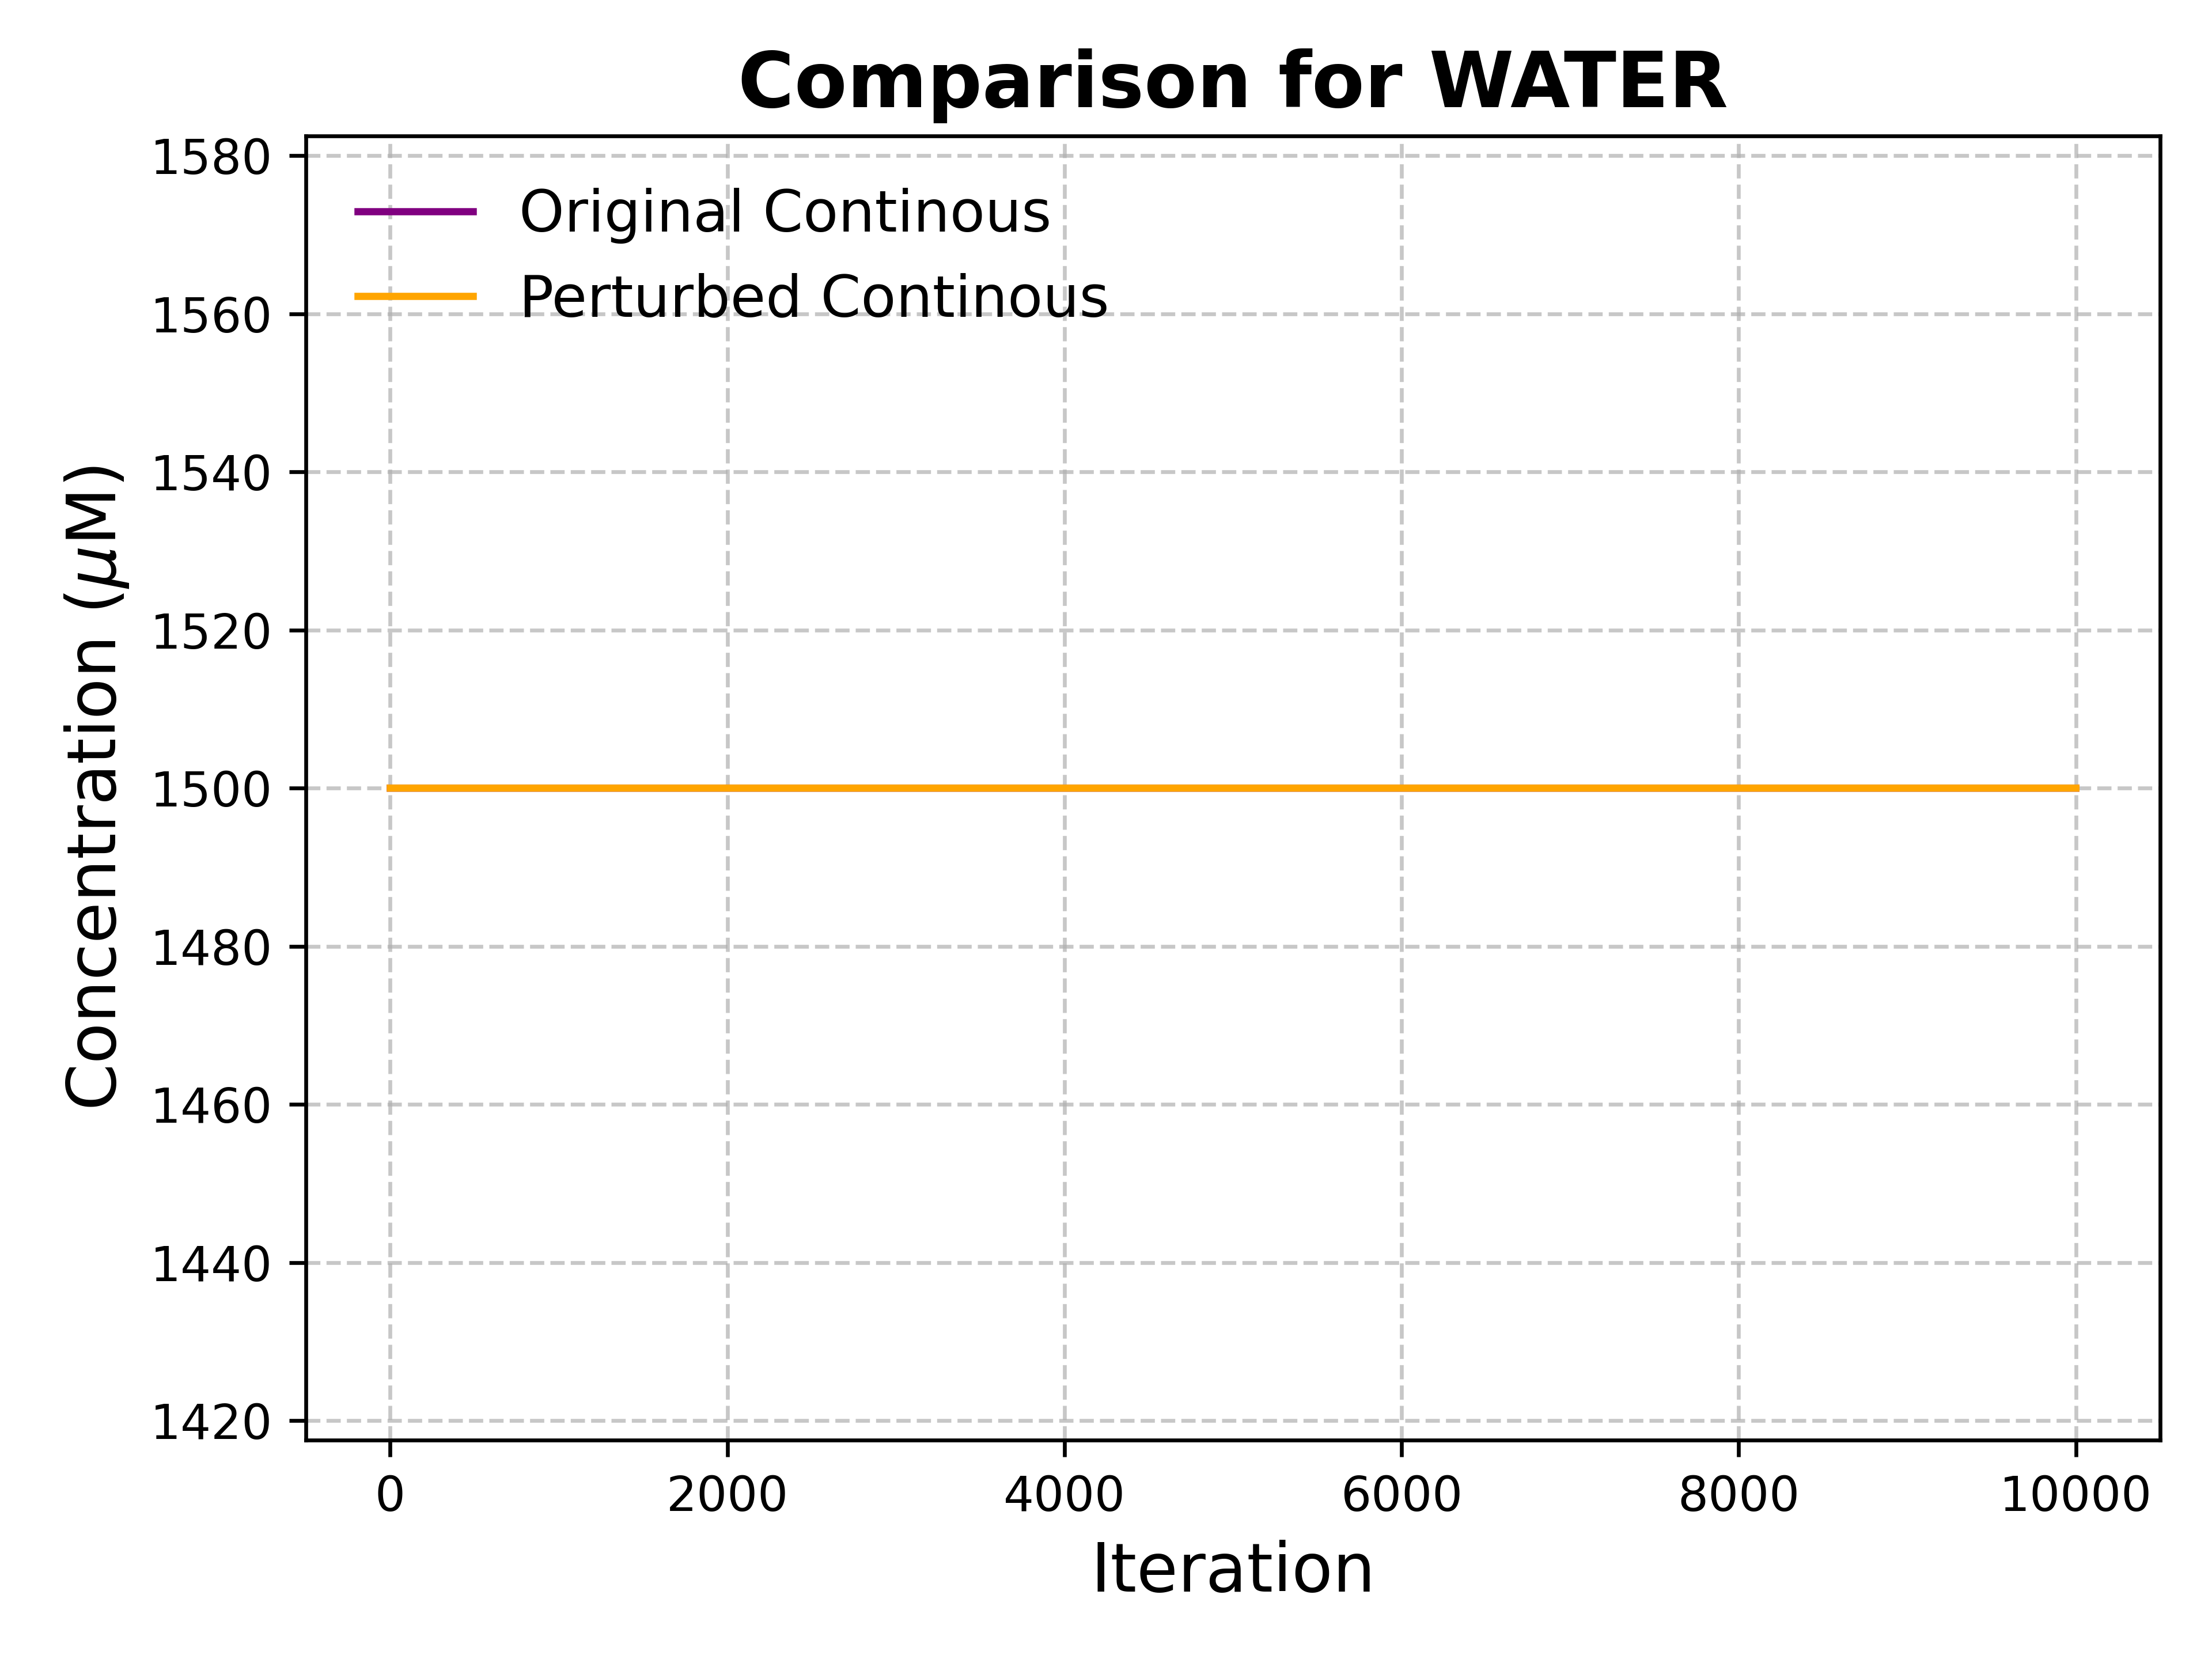 Comparison for WATER
Original Continous
Perturbed Continous
Concentration (μM)
1580
1560
1540
1520
1500
1480
1460
1440
1420
0 2000 4000 6000 8000 10000
Iteration